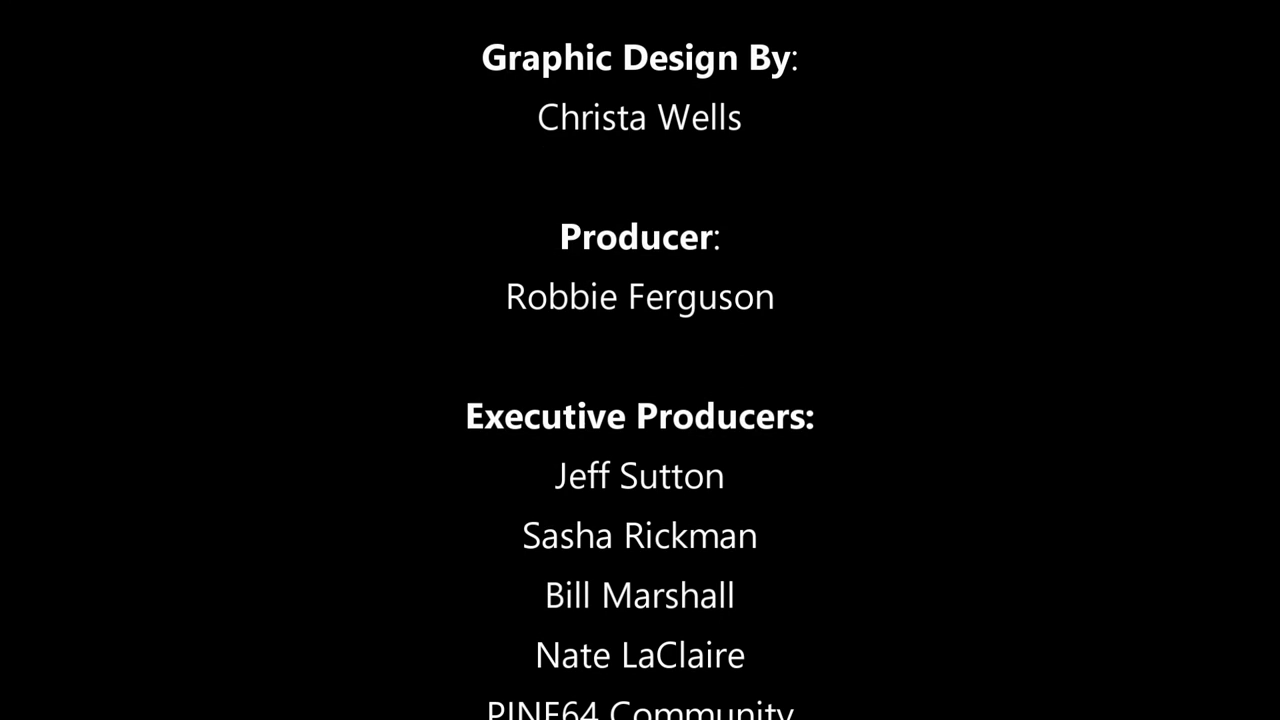 Graphic Design By:
Christa Wells
Producer:
Robbie Ferguson
Executive Producers:
Jeff Sutton
Sasha Rickman
Bill Marshall
Nate LaClaire
PINE64 Community